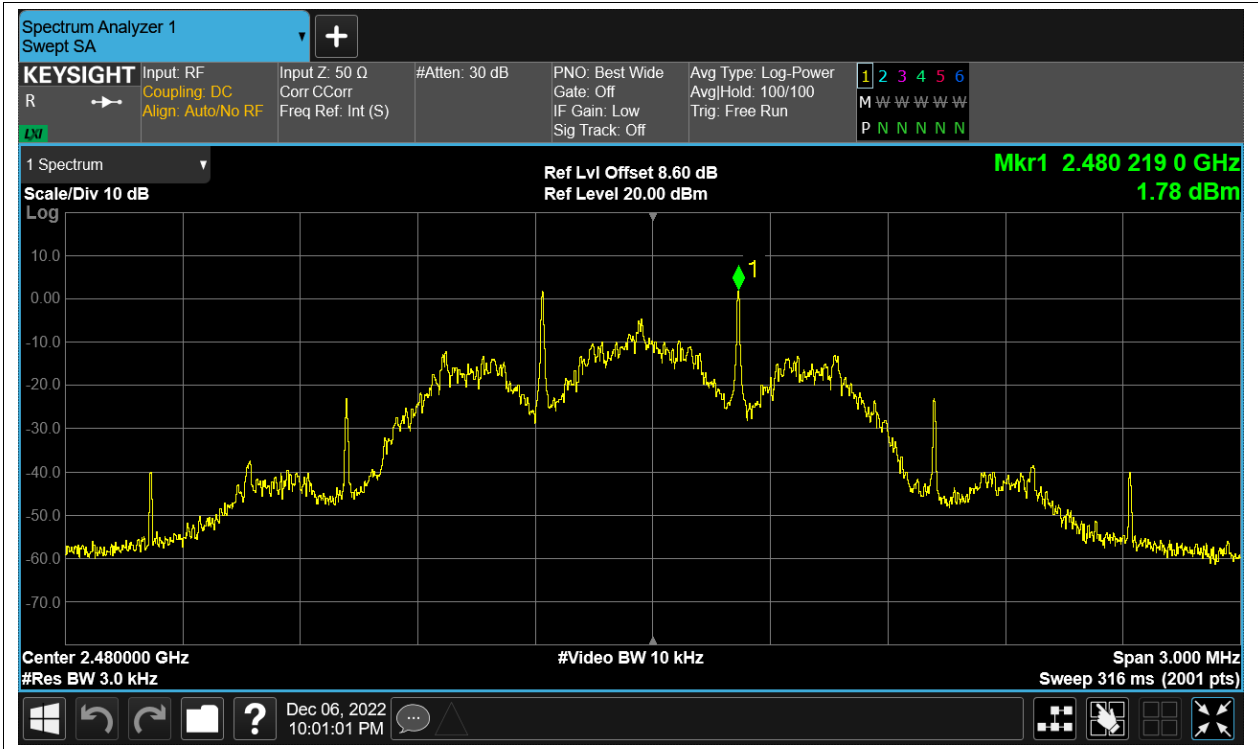 Spectrum Analyzer 1
Swept SA
+
KEYSIGHT
R
LXI
Input: RF
Coupling: DC
Align: Auto/No RF
Input Z: 50 Ω
Corr CCorr
Freq Ref: Int (S)
#Atten: 30 dB
PNO: Best Wide
Gate: Off
IF Gain: Low
Sig Track: Off
Avg Type: Log-Power
Avg|Hold: 100/100
Trig: Free Run
1 2 3 4 5 6
M W W W W W W
P N N N N N N
1 Spectrum
Scale/Div 10 dB
Log
Ref Lvl Offset 8.60 dB
Ref Level 20.00 dBm
Mkr1 2.480 219 0 GHz
1.78 dBm
1
10.0
0.00
-10.0
-20.0
-30.0
-40.0
-50.0
-60.0
-70.0
Center 2.480000 GHz
#Res BW 3.0 kHz
#Video BW 10 kHz
Span 3.000 MHz
Sweep 316 ms (2001 pts)
?
Dec 06, 2022
10:01:01 PM